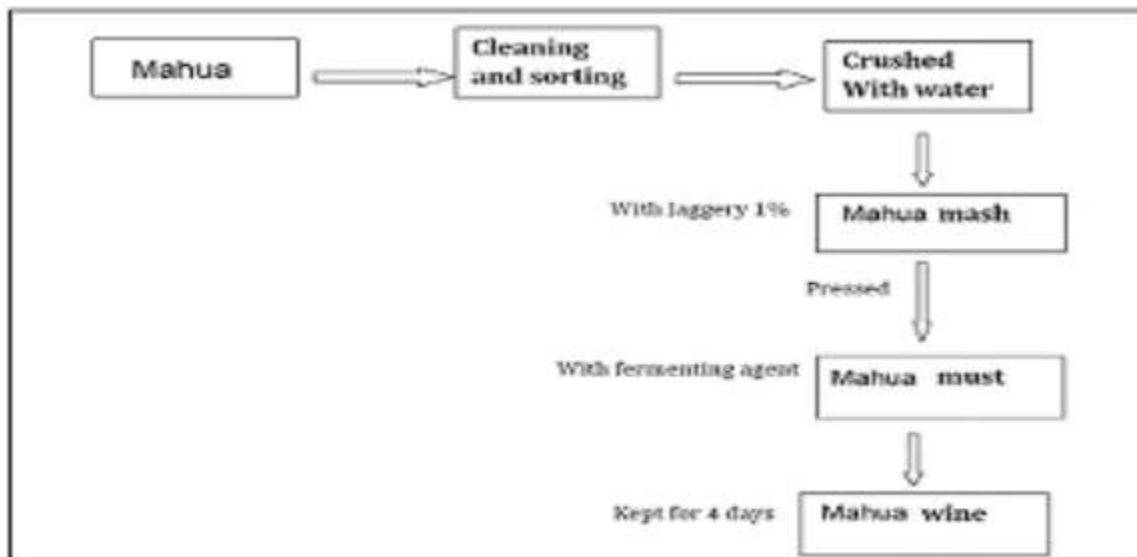 Mahua
Cleaning
and sorting
Crushed
With water
With Jaggery 1%
Mahua mash
Pressed
With fermenting agent
Mahua must
Kept for 4 days
Mahua wine